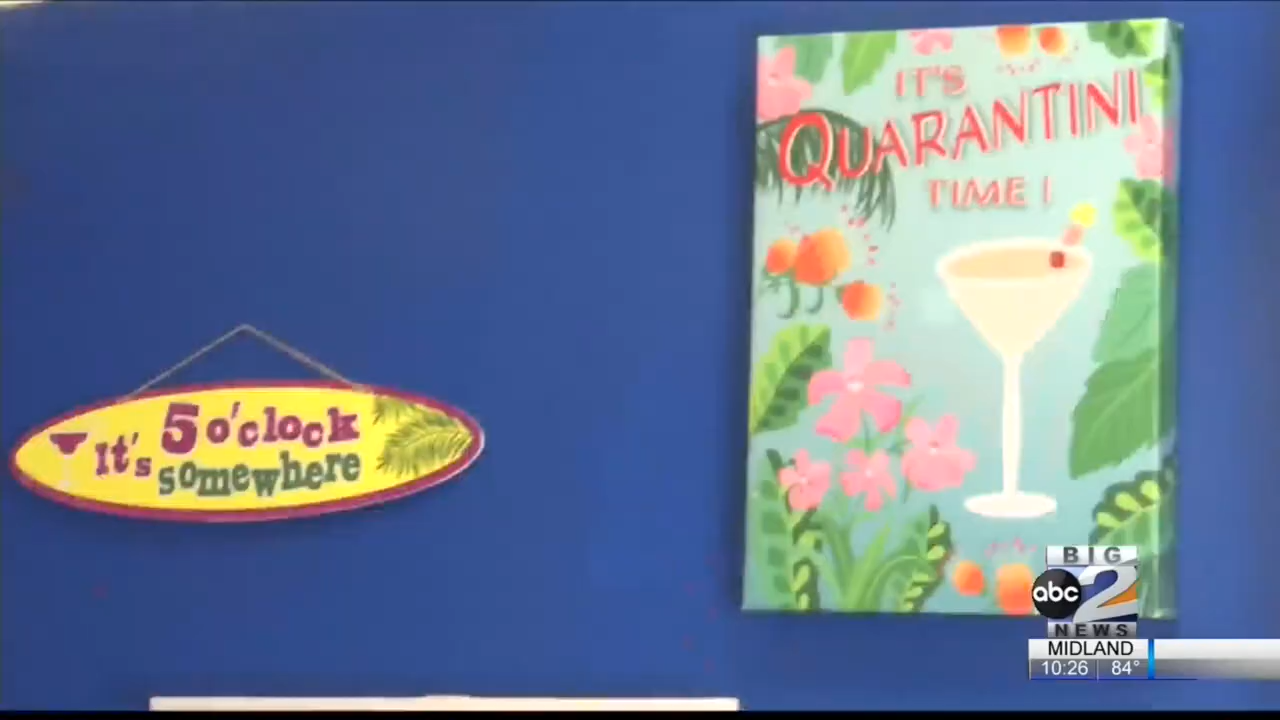 IT'S
QUARANTINI
TIME !
It's 5 o'clock
somewhere
BIG
abc 2
NEWS
MIDLAND
10:26 84°